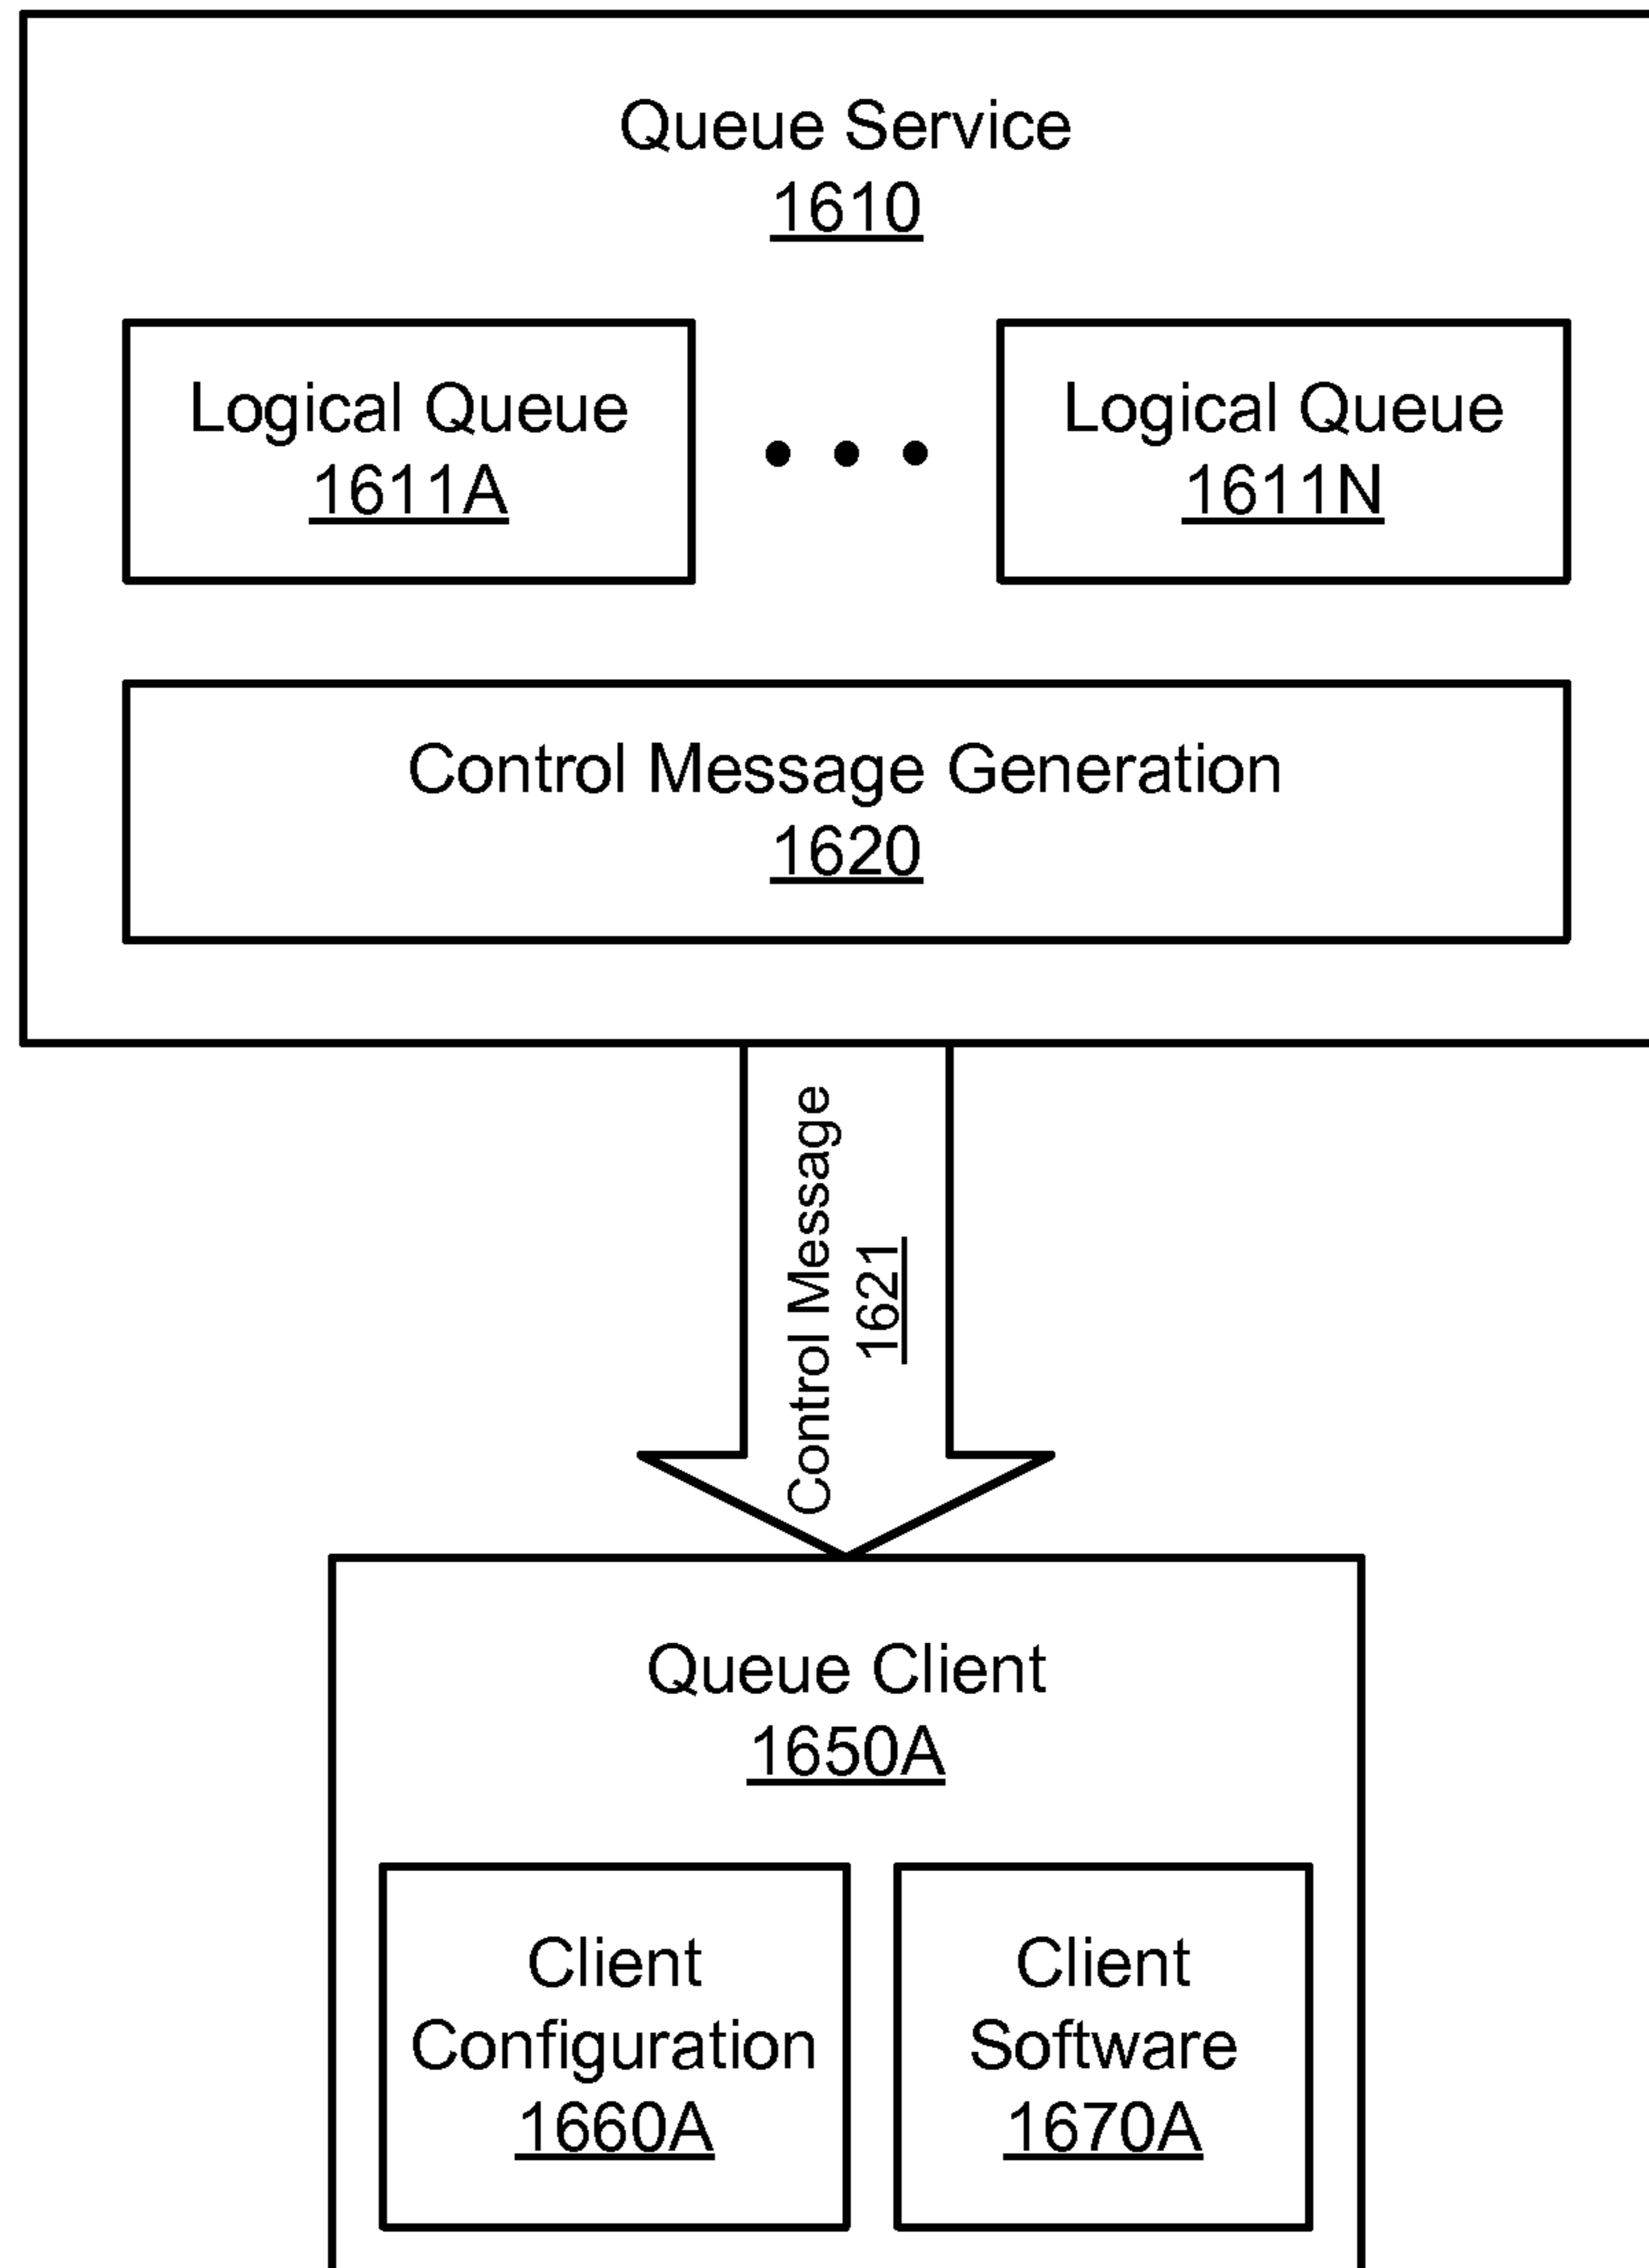 Queue Service
1610
Logical Queue
1611A
Logical Queue
1611N
Control Message Generation
1620
Control Message
1621
Queue Client
1650A
Client
Configuration
1660A
Client
Software
1670A